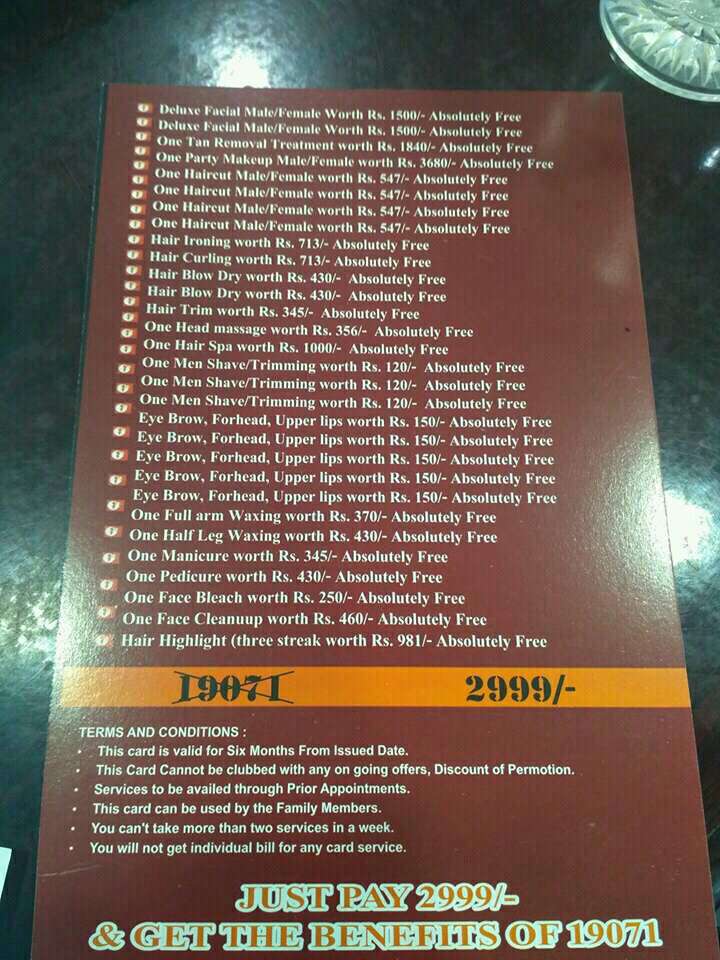 Deluxe Facial Male/Female Worth Rs. 1500/- Absolutely Free
Deluxe Facial Male/Female Worth Rs. 1500/- Absolutely Free
One Tan Removal Treatment worth Rs. 1840/- Absolutely Free
One Party Makeup Male/Female worth Rs. 3680/- Absolutely Free
One Haircut Male/Female worth Rs. 547/- Absolutely Free
One Haircut Male/Female worth Rs. 547/- Absolutely Free
One Haircut Male/Female worth Rs. 547/- Absolutely Free
One Haircut Male/Female worth Rs. 547/- Absolutely Free
Hair Ironing worth Rs. 713/- Absolutely Free
Hair Curling worth Rs. 713/- Absolutely Free
Hair Blow Dry worth Rs. 430/- Absolutely Free
Hair Blow Dry worth Rs. 430/- Absolutely Free
Hair Trim worth Rs. 345/- Absolutely Free
One Head massage worth Rs. 356/- Absolutely Free
One Hair Spa worth Rs. 1000/- Absolutely Free
One Men Shave/Trimming worth Rs. 120/- Absolutely Free
One Men Shave/Trimming worth Rs. 120/- Absolutely Free
One Men Shave/Trimming worth Rs. 120/- Absolutely Free
Eye Brow, Forhead, Upper lips worth Rs. 150/- Absolutely Free
Eye Brow, Forhead, Upper lips worth Rs. 150/- Absolutely Free
Eye Brow, Forhead, Upper lips worth Rs. 150/- Absolutely Free
Eye Brow, Forhead, Upper lips worth Rs. 150/- Absolutely Free
Eye Brow, Forhead, Upper lips worth Rs. 150/- Absolutely Free
One Full arm Waxing worth Rs. 370/- Absolutely Free
One Half Leg Waxing worth Rs. 430/- Absolutely Free
One Manicure worth Rs. 345/- Absolutely Free
One Pedicure worth Rs. 430/- Absolutely Free
One Face Bleach worth Rs. 250/- Absolutely Free
One Face Cleanuup worth Rs. 460/- Absolutely Free
Hair Highlight (three streak worth Rs. 981/- Absolutely Free
19071 2999/-
TERMS AND CONDITIONS :
• This card is valid for Six Months From Issued Date.
• This Card Cannot be clubbed with any on going offers, Discount of Permotion.
• Services to be availed through Prior Appointments.
• This card can be used by the Family Members.
• You can't take more than two services in a week.
• You will not get individual bill for any card service.
JUST PAY 2999/-
& GET THE BENEFITS OF 19071